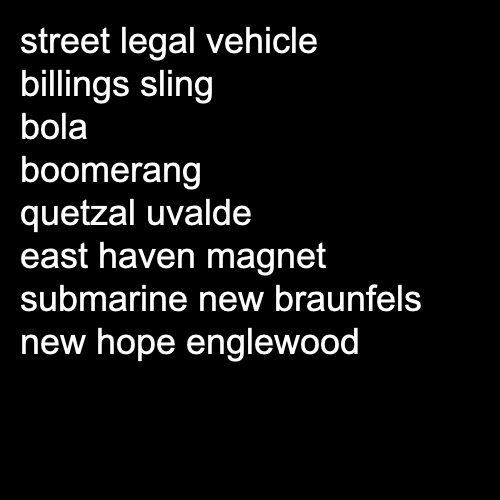 street legal vehicle
billings sling
bola
boomerang
quetzal uvalde
east haven magnet
submarine new braunfels
new hope englewood